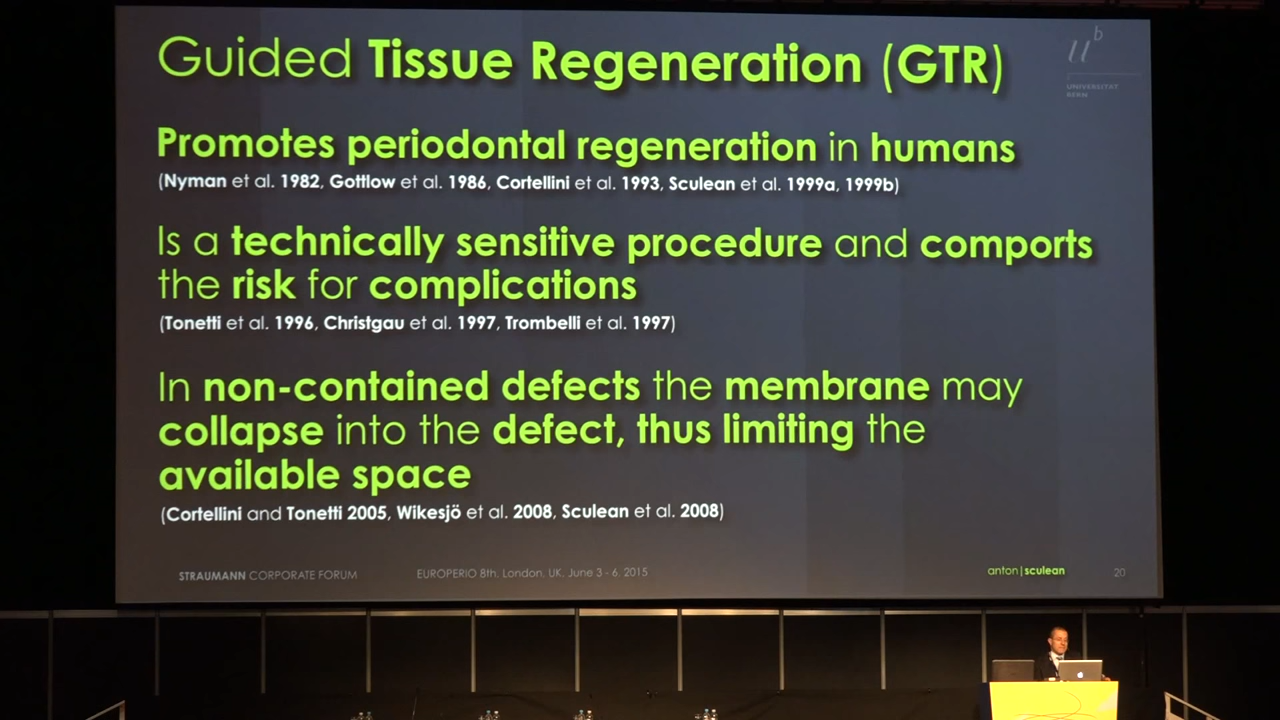 Guided Tissue Regeneration (GTR)
u
b
UNIVERSITÄT
BERN
Promotes periodontal regeneration in humans
(Nyman et al. 1982, Gottlow et al. 1986, Cortellini et al. 1993, Sculean et al. 1999a, 1999b)
Is a technically sensitive procedure and comports
the risk for complications
(Tonetti et al. 1996, Christgau et al. 1997, Trombelli et al. 1997)
In non-contained defects the membrane may
collapse into the defect, thus limiting the
available space
(Cortellini and Tonetti 2005, Wikesjö et al. 2008, Sculean et al. 2008)
STRAUMANN CORPORATE FORUM
EUROPERIO 8th. London, UK, June 3 - 6, 2015
anton|sculean
20